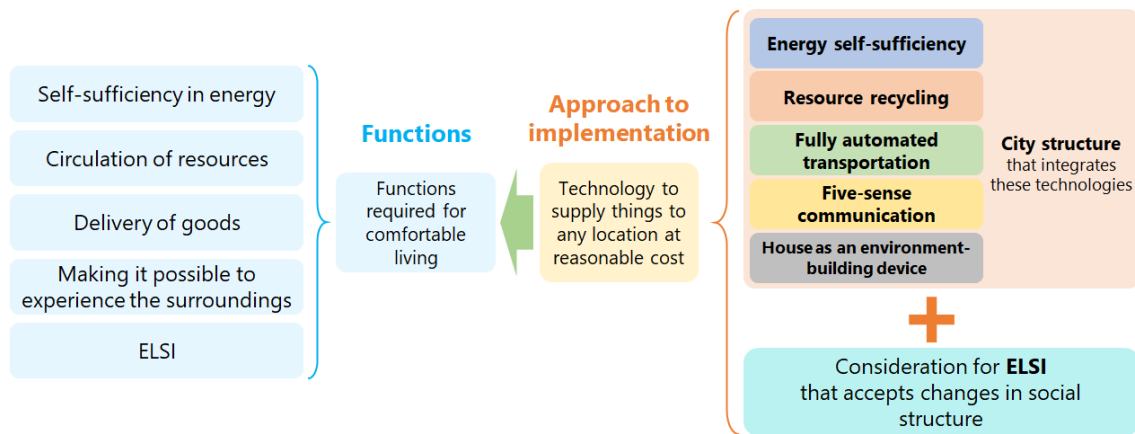 Self-sufficiency in energy
Circulation of resources
Delivery of goods
Making it possible to
experience the surroundings
ELSI
Functions
Functions
required for
comfortable
living
Approach to
implementation
Technology to
supply things to
any location at
reasonable cost
Energy self-sufficiency
Resource recycling
Fully automated
transportation
Five-sense
communication
House as an environment-
building device
City structure
that integrates
these technologies
Consideration for ELSI
that accepts changes in social
structure